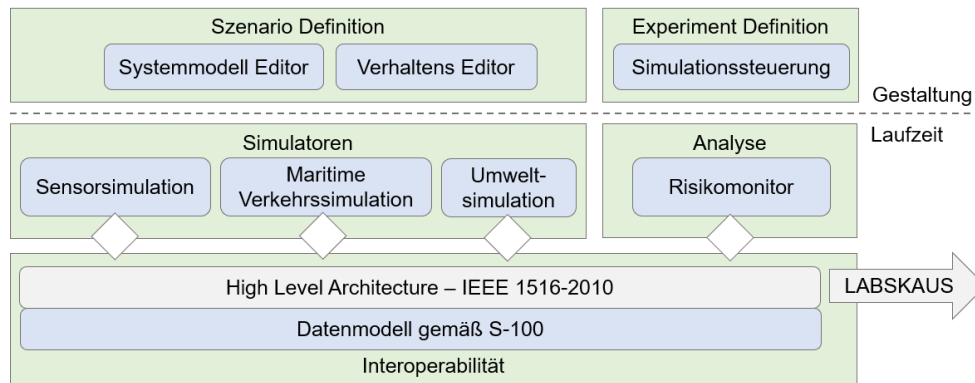 Szenario Definition
Systemmodell Editor
Verhaltens Editor
Experiment Definition
Simulationssteuerung
Gestaltung
Laufzeit
Simulatoren
Sensorsimulation
Maritime
Verkehrssimulation
Umwelt-
simulation
Analyse
Risikomonitor
High Level Architecture – IEEE 1516-2010
Datenmodell gemäß S-100
Interoperabilität
LABSKAUS